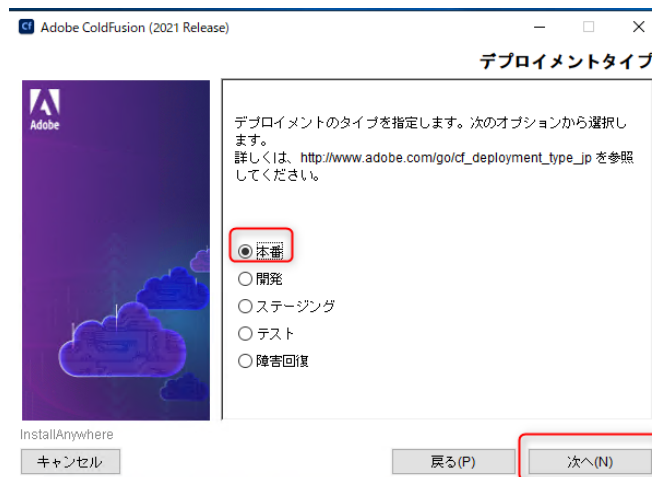 Adobe ColdFusion (2021 Release)
デプロイメントタイプ
Adobe
デプロイメントのタイプを指定します。次のオプションから選択し
ます。
詳しくは、http://www.adobe.com/go/cf_deployment_type_jp を参照
してください。
本番
開発
ステージング
テスト
障害回復
InstallAnywhere
キャンセル
戻る(P)
次へ(N)